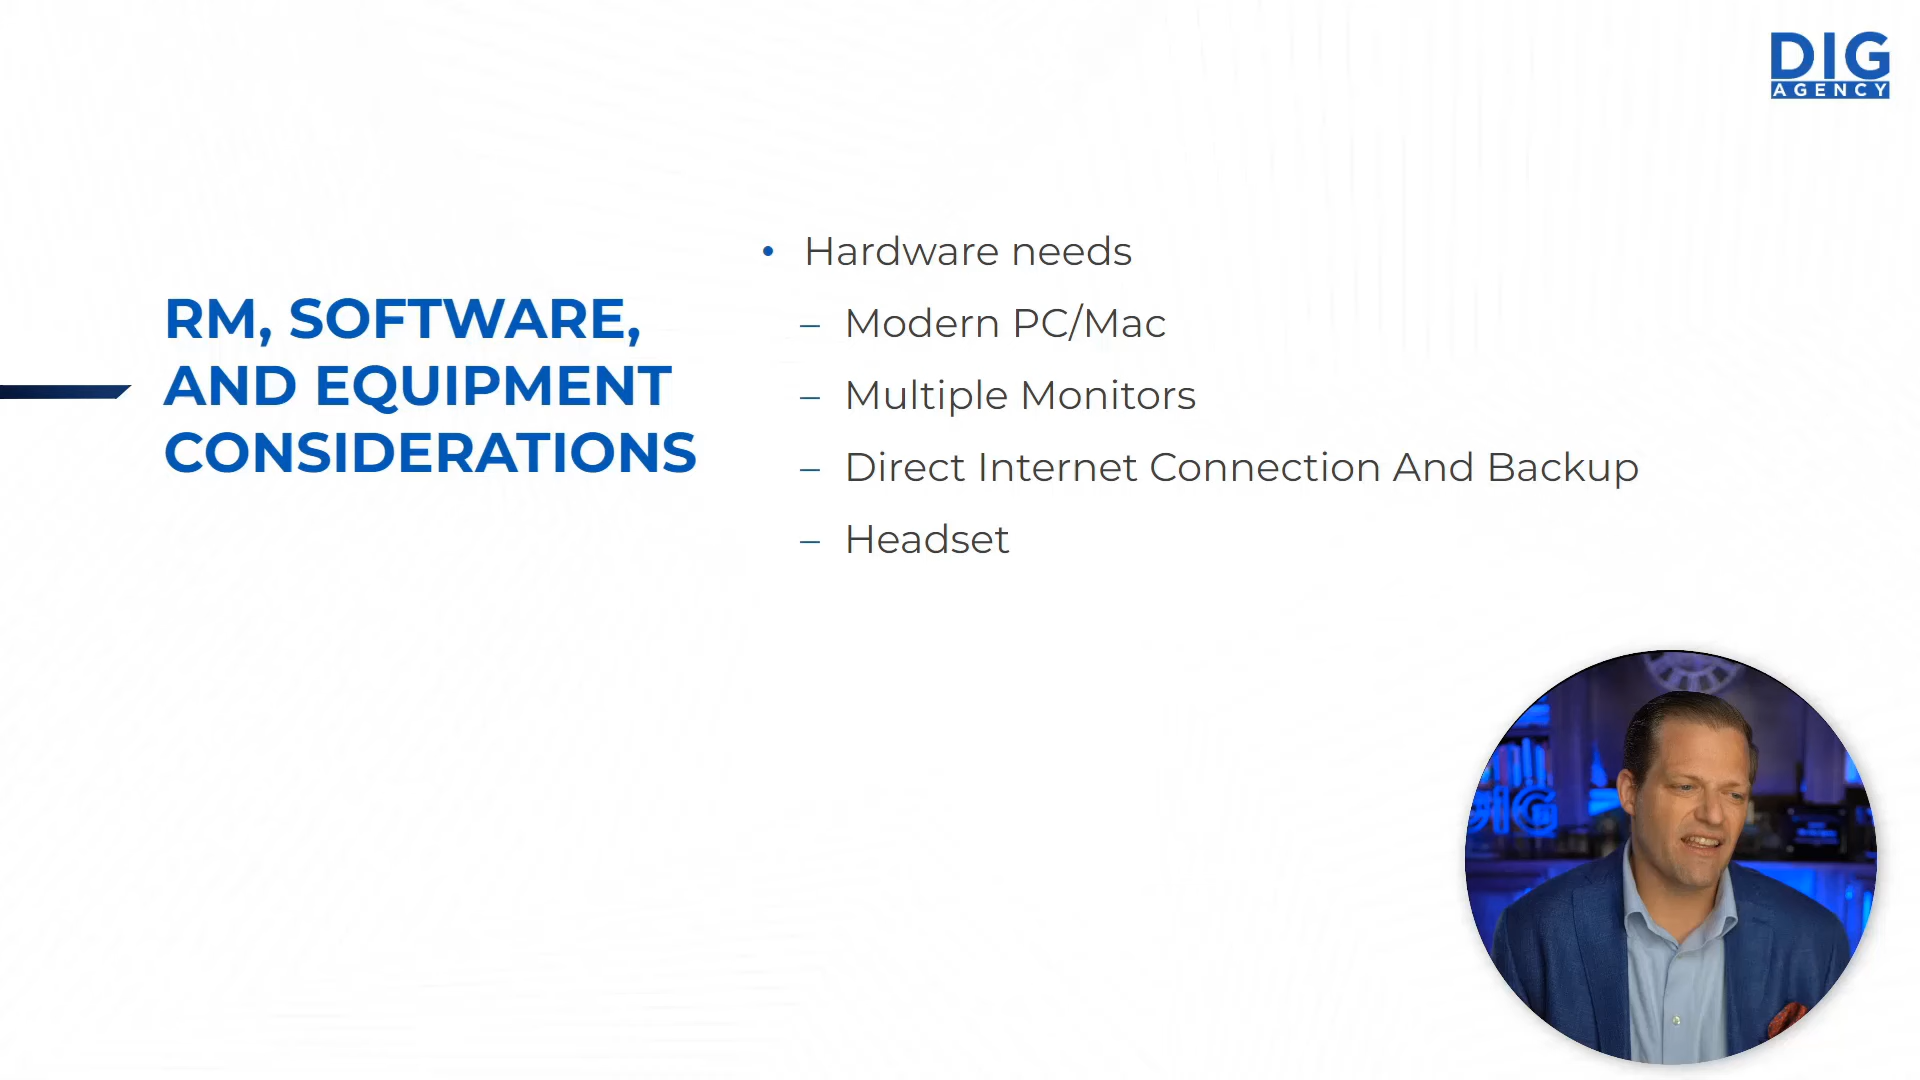 DIG
AGENCY
RM, SOFTWARE,
AND EQUIPMENT
CONSIDERATIONS
• Hardware needs
– Modern PC/Mac
– Multiple Monitors
– Direct Internet Connection And Backup
– Headset
DIG